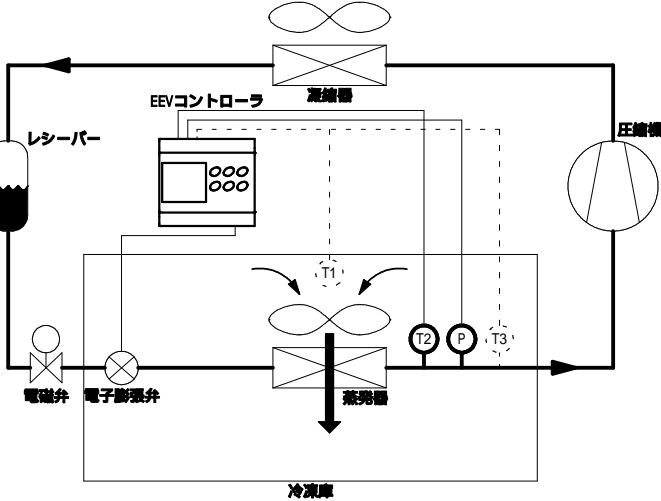 凝縮器
EEVコントローラ
圧縮機
レシーバー
T1
T2
P
T3
電磁弁
電子膨張弁
蒸発器
冷凍庫